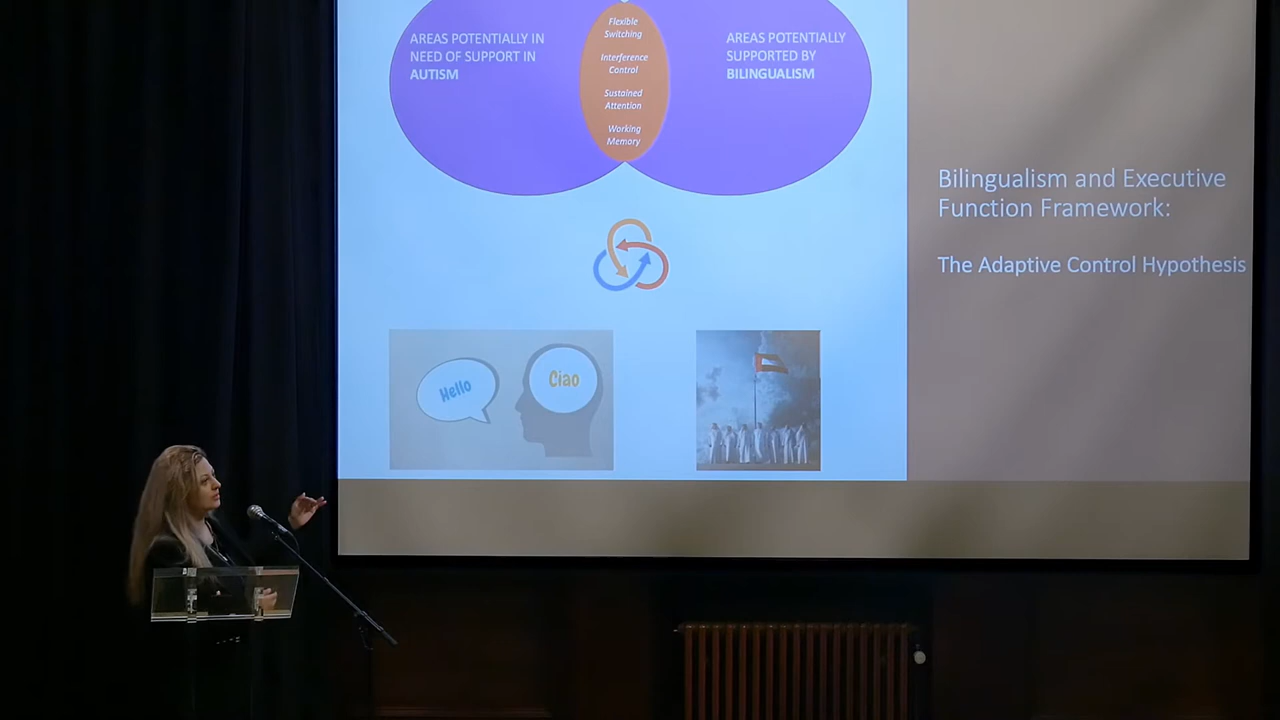 AREAS POTENTIALLY IN
NEED OF SUPPORT IN
AUTISM
Flexible
Switching
Interference
Control
Sustained
Attention
Working
Memory
AREAS POTENTIALLY
SUPPORTED BY
BILINGUALISM
Bilingualism and Executive
Function Framework:
The Adaptive Control Hypothesis
Hello
Ciao